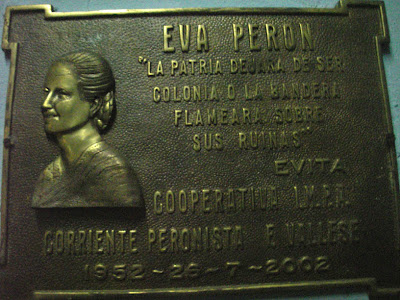 EVA PERON
"LA PATRIA DEJARA DE SER
COLONIA O LA BANDERA
FLAMEARA SOBRE
SUS RUINAS"
EVITA
COOPERATIVA I.M.P.A.
CORRIENTE PERONISTA F VALLESE
1952-26-7-2002